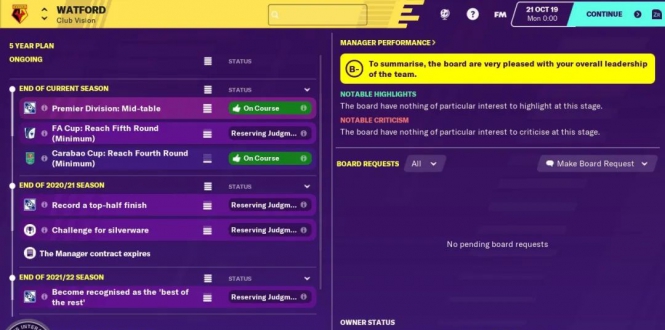 WATFORD
Club Vision
FM
21 OCT 19
Mon 0:00
CONTINUE
5 YEAR PLAN
ONGOING
STATUS
END OF CURRENT SEASON
STATUS
Premier Division: Mid-table
On Course
FA Cup: Reach Fifth Round
(Minimum)
Reserving Judgm...
Carabao Cup: Reach Fourth Round
(Minimum)
On Course
END OF 2020/21 SEASON
STATUS
Record a top-half finish
Reserving Judgm...
Challenge for silverware
Reserving Judgm...
The Manager contract expires
END OF 2021/22 SEASON
STATUS
Become recognised as the 'best of
the rest'
Reserving Judgm...
MANAGER PERFORMANCE
B-
To summarise, the board are very pleased with your overall leadership
of the team.
NOTABLE HIGHLIGHTS
The board have nothing of particular interest to highlight at this stage.
NOTABLE CRITICISM
The board have nothing of particular interest to criticise at this stage.
BOARD REQUESTS
All
Make Board Request
No pending board requests
OWNER STATUS